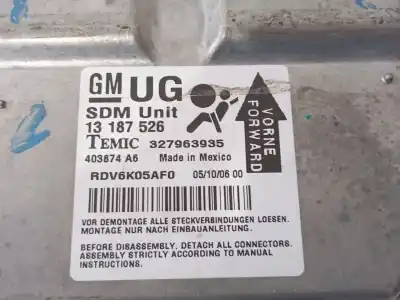 GM UG
SDM Unit
13 187 526
TEMIC 327963935
403874 A6 Made in Mexico
RDV6K05AF0 05/10/06 00
VORNE
FORWARD
VOR DEMONTAGE ALLE STECKVERBINDUNGEN LOESEN.
MONTAGE NUR NACH EINBAUANLEITUNG.
BEFORE DISASSEMBLY, DETACH ALL CONNECTORS.
ASSEMBLY STRICTLY ACCORDING TO MANUAL
INSTRUMENTIONS.